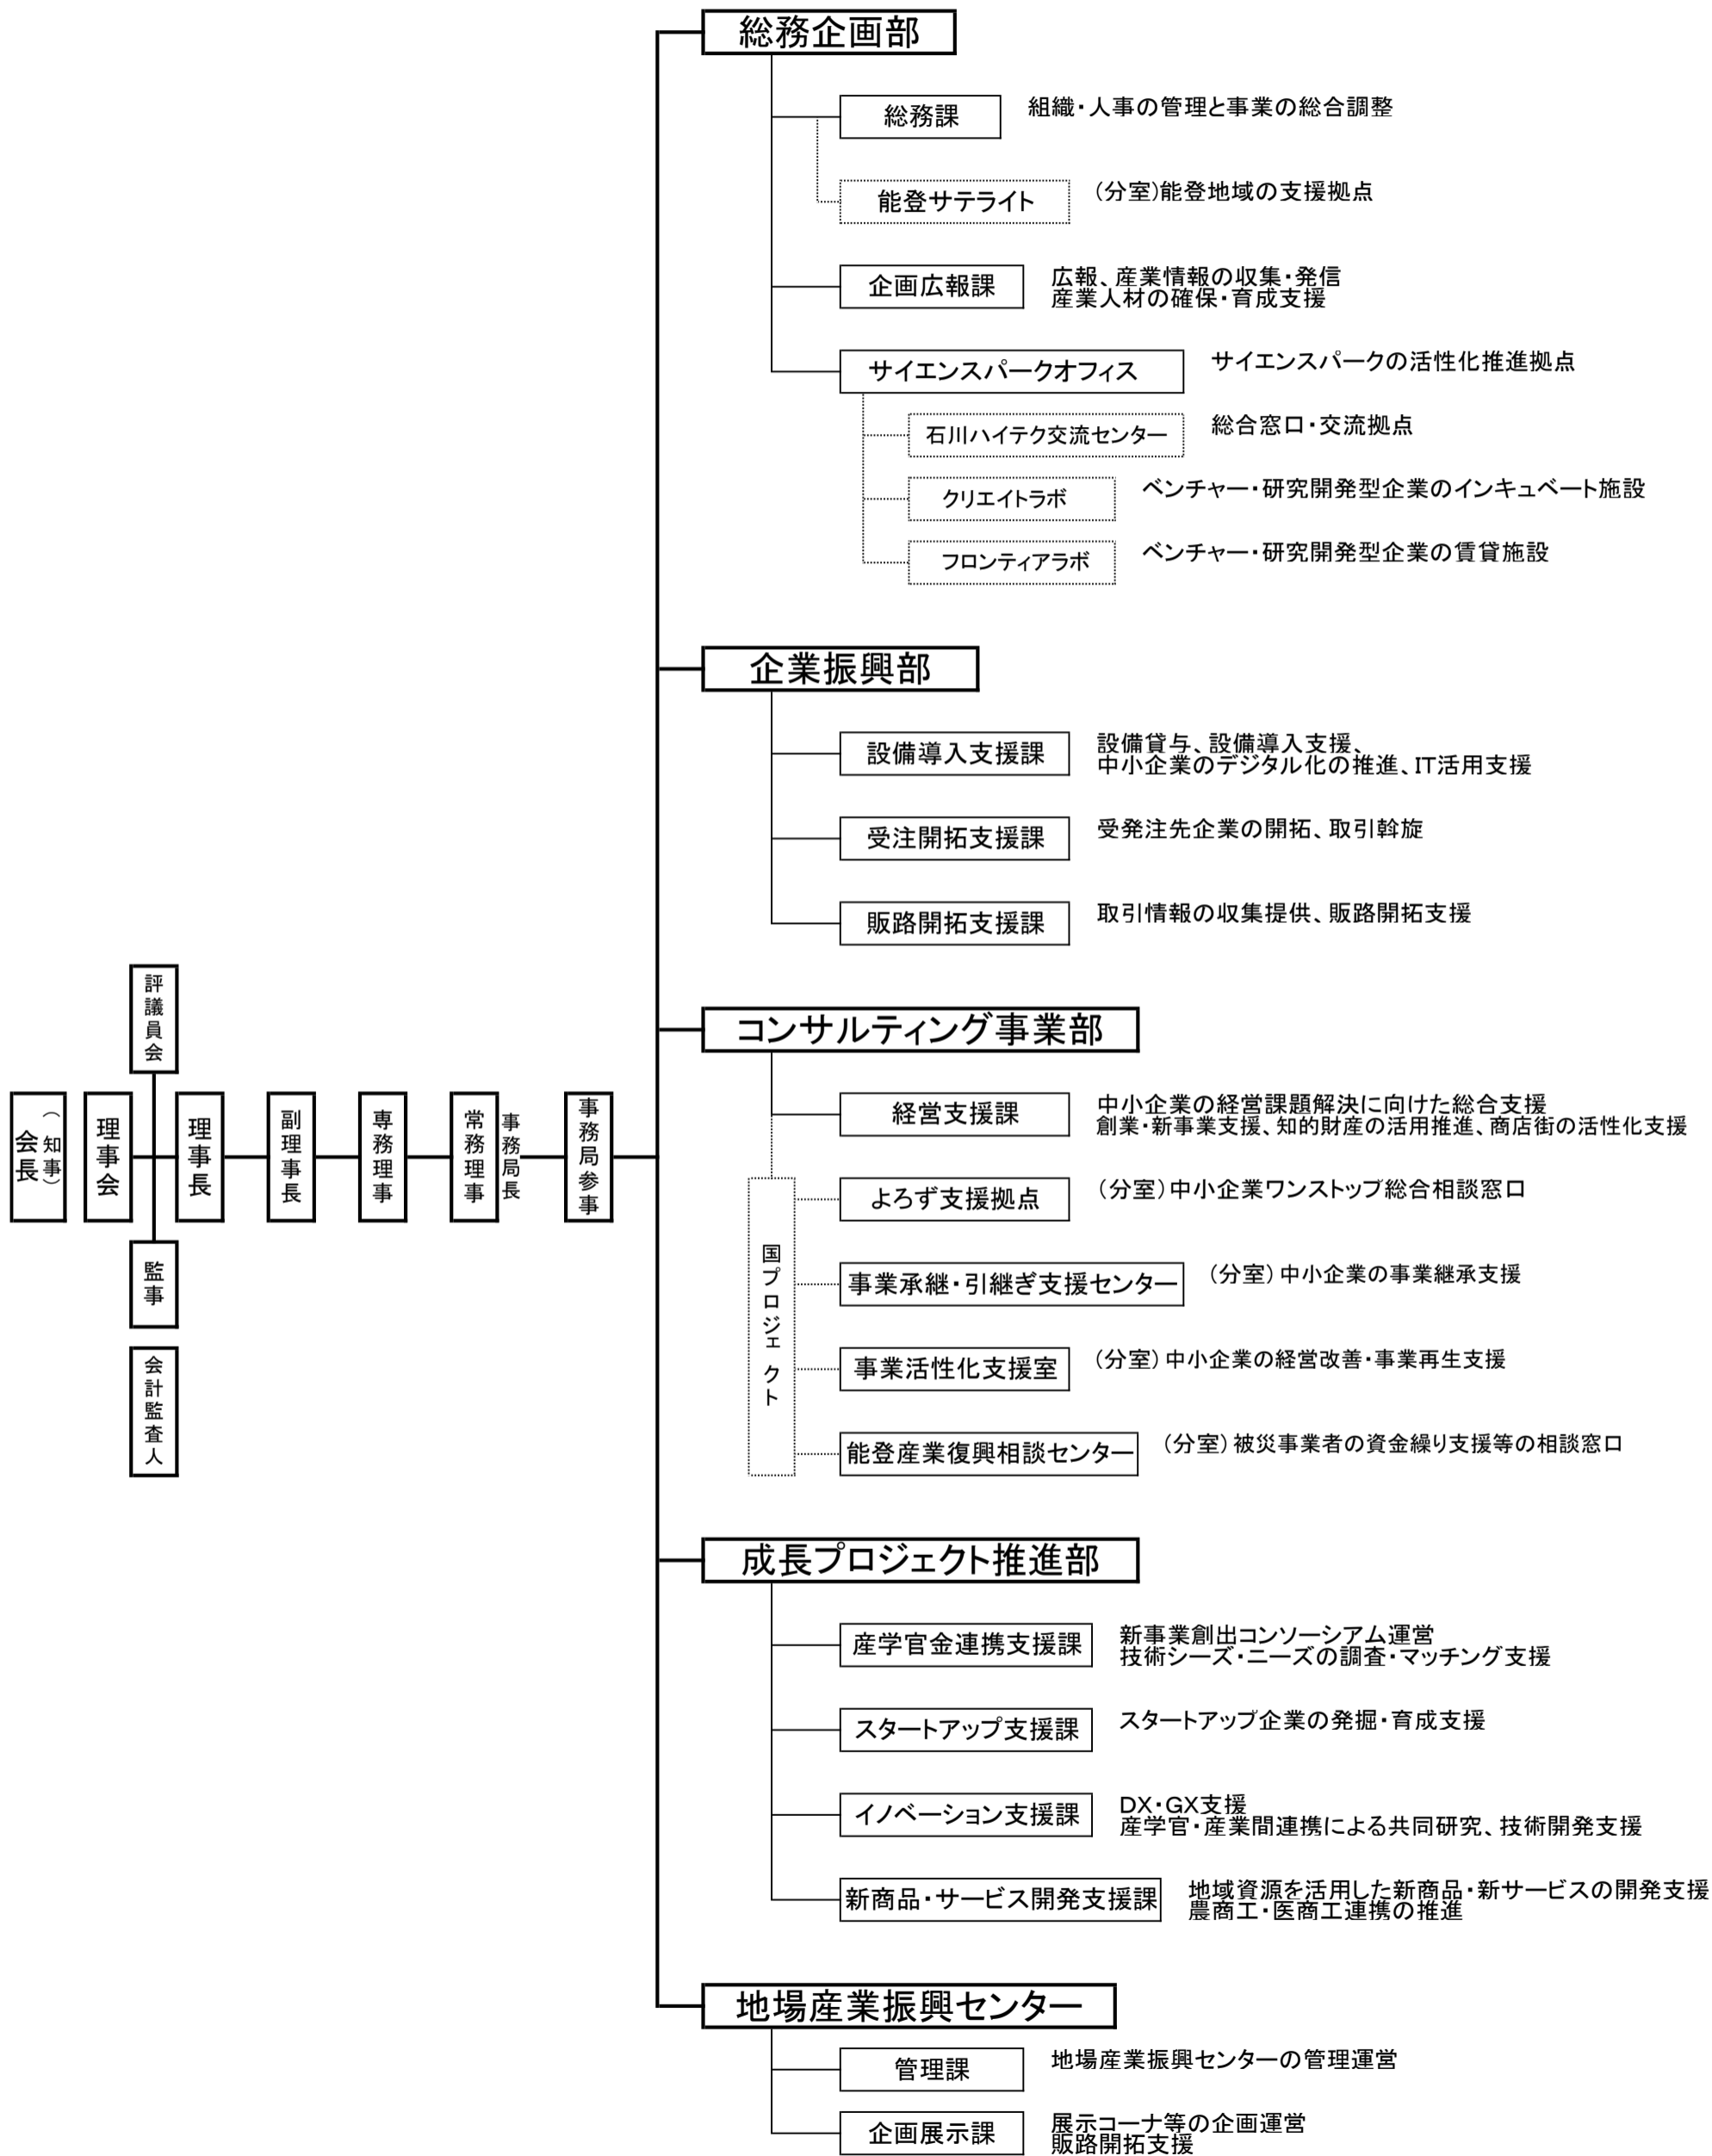 総務企画部
総務課
組織・人事の管理と事業の総合調整
能登サテライト
(分室)能登地域の支援拠点
企画広報課
広報、産業情報の収集・発信
産業人材の確保・育成支援
サイエンスパークオフィス
サイエンスパークの活性化推進拠点
石川ハイテク交流センター
総合窓口・交流拠点
クリエイトラボ
ベンチャー・研究開発型企業のインキュベート施設
フロンティアラボ
ベンチャー・研究開発型企業の賃貸施設
企業振興部
設備導入支援課
設備貸与、設備導入支援、
中小企業のデジタル化の推進、IT活用支援
受注開拓支援課
受発注先企業の開拓、取引斡旋
販路開拓支援課
取引情報の収集提供、販路開拓支援
評議員会
会長
(知事)
理事会
理事長
副理事長
専務理事
常務理事
事務局長
事務局参事
監事
会計監査人
コンサルティング事業部
経営支援課
中小企業の経営課題解決に向けた総合支援
創業・新事業支援、知的財産の活用推進、商店街の活性化支援
国プロジェクト
よろず支援拠点
(分室)中小企業ワンストップ総合相談窓口
事業承継・引継ぎ支援センター
(分室)中小企業の事業継承支援
事業活性化支援室
(分室)中小企業の経営改善・事業再生支援
能登産業復興相談センター
(分室)被災事業者の資金繰り支援等の相談窓口
成長プロジェクト推進部
産学官金連携支援課
新事業創出コンソーシアム運営
技術シーズ・ニーズの調査・マッチング支援
スタートアップ支援課
スタートアップ企業の発掘・育成支援
イノベーション支援課
DX・GX支援
産学官・産業間連携による共同研究、技術開発支援
新商品・サービス開発支援課
地域資源を活用した新商品・新サービスの開発支援
農商工・医商工連携の推進
地場産業振興センター
管理課
地場産業振興センターの管理運営
企画展示課
展示コーナ等の企画運営
販路開拓支援